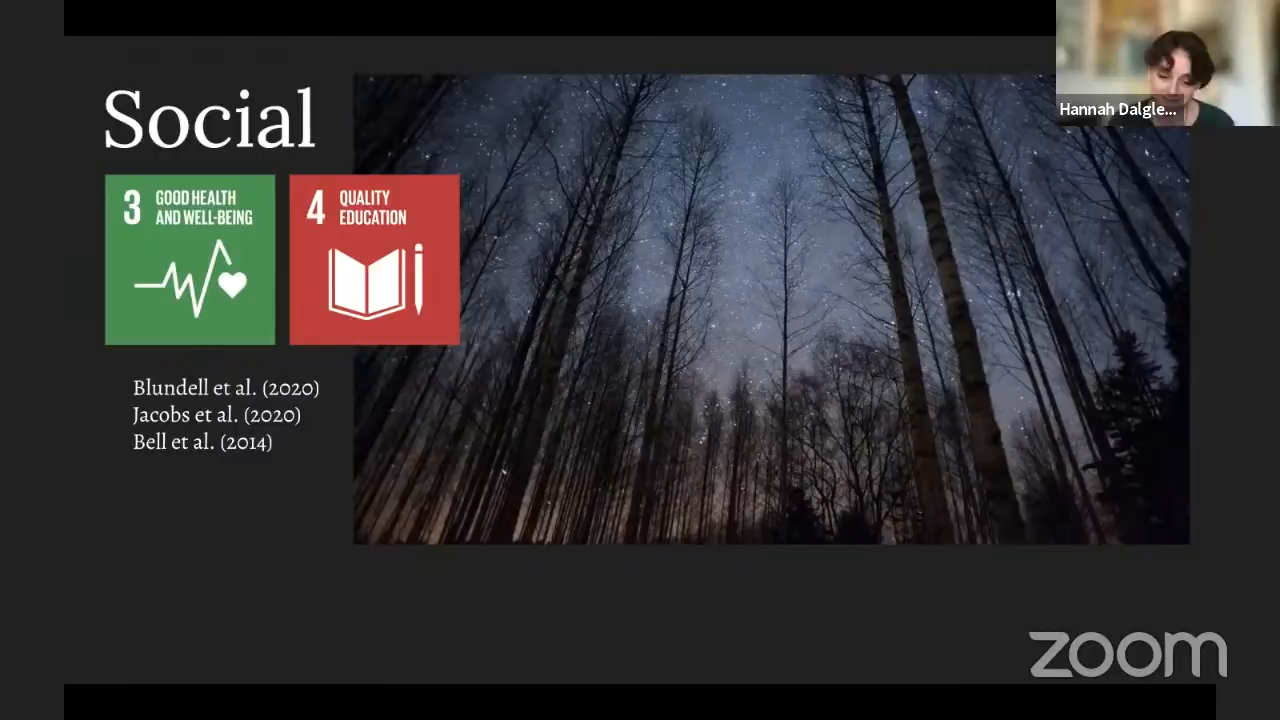 Social
3 GOOD HEALTH
AND WELL-BEING
4 QUALITY
EDUCATION
Blundell et al. (2020)
Jacobs et al. (2020)
Bell et al. (2014)
Hannah Dalgle...
zoom